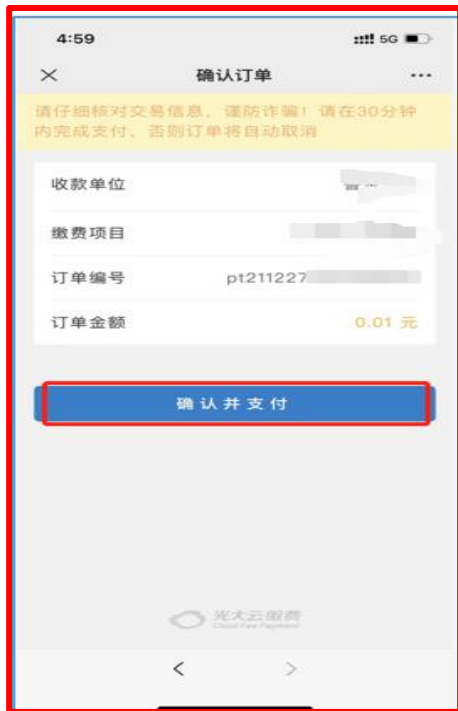 4:59
5G
确认订单
请仔细核对交易信息，谨防诈骗！请在30分钟
内完成支付，否则订单将自动取消
收款单位
缴费项目
订单编号 pt211227
订单金额 0.01 元
确认并支付
光大云缴费
Cloud Fee Payment